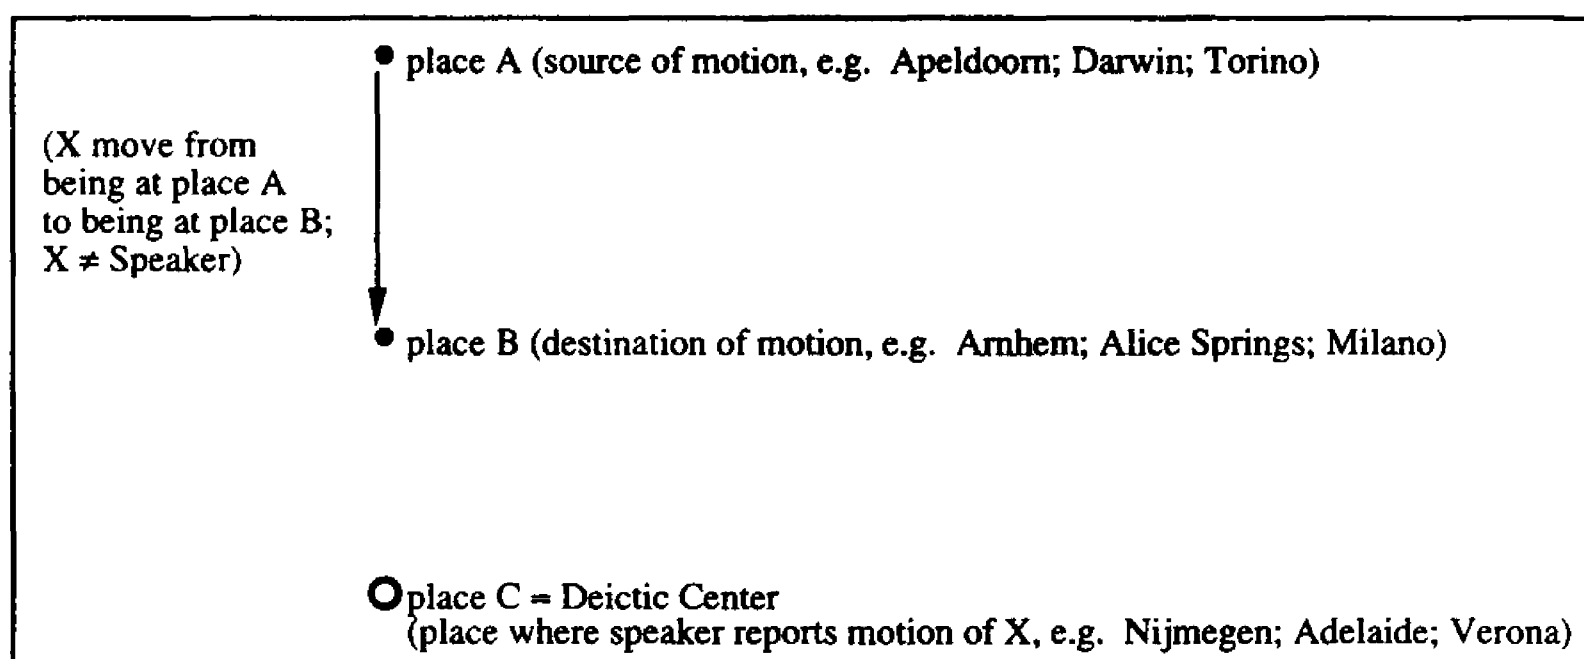 place A (source of motion, e.g. Apeldoorn; Darwin; Torino)
(X move from
being at place A
to being at place B;
X ≠ Speaker)
place B (destination of motion, e.g. Arnhem; Alice Springs; Milano)
place C = Deictic Center
(place where speaker reports motion of X, e.g. Nijmegen; Adelaide; Verona)